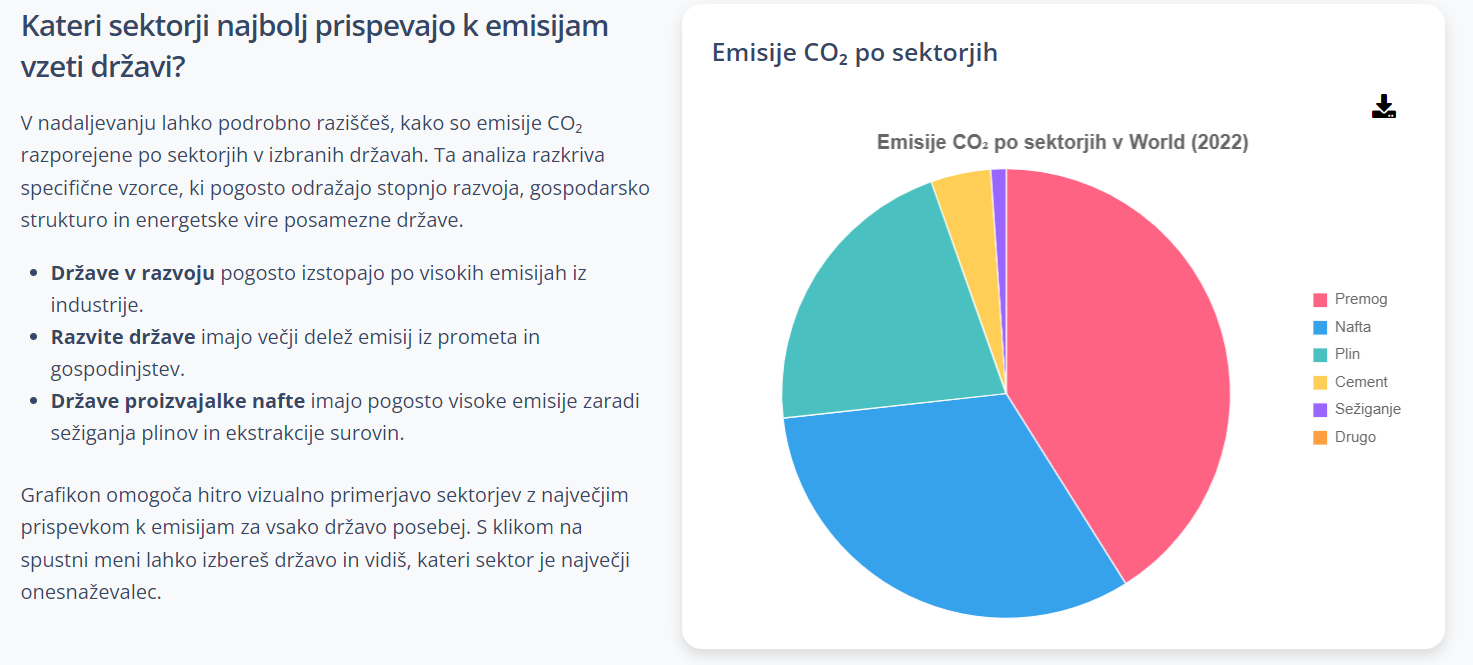 Kateri sektorji najbolj prispevajo k emisijam
vzeti državi?
V nadaljevanju lahko podrobno raziščeš, kako so emisije CO₂
razporejene po sektorjih v izbranih državah. Ta analiza razkriva
specifične vzorce, ki pogosto odražajo stopnjo razvoja, gospodarsko
strukturo in energetske vire posamezne države.
• Države v razvoju pogosto izstopajo po visokih emisijah iz
industrije.
• Razvite države imajo večji delež emisij iz prometa in
gospodinjstev.
• Države proizvajalke nafte imajo pogosto visoke emisije zaradi
sežiganja plinov in ekstrakcije surovin.
Grafikon omogoča hitro vizualno primerjavo sektorjev z največjim
prispevkom k emisijam za vsako državo posebej. S klikom na
spustni meni lahko izbereš državo in vidiš, kateri sektor je največji
onesnaževalec.
Emisije CO₂ po sektorjih
Emisije CO₂ po sektorjih v World (2022)
Premog
Nafta
Plin
Cement
Sežiganje
Drugo